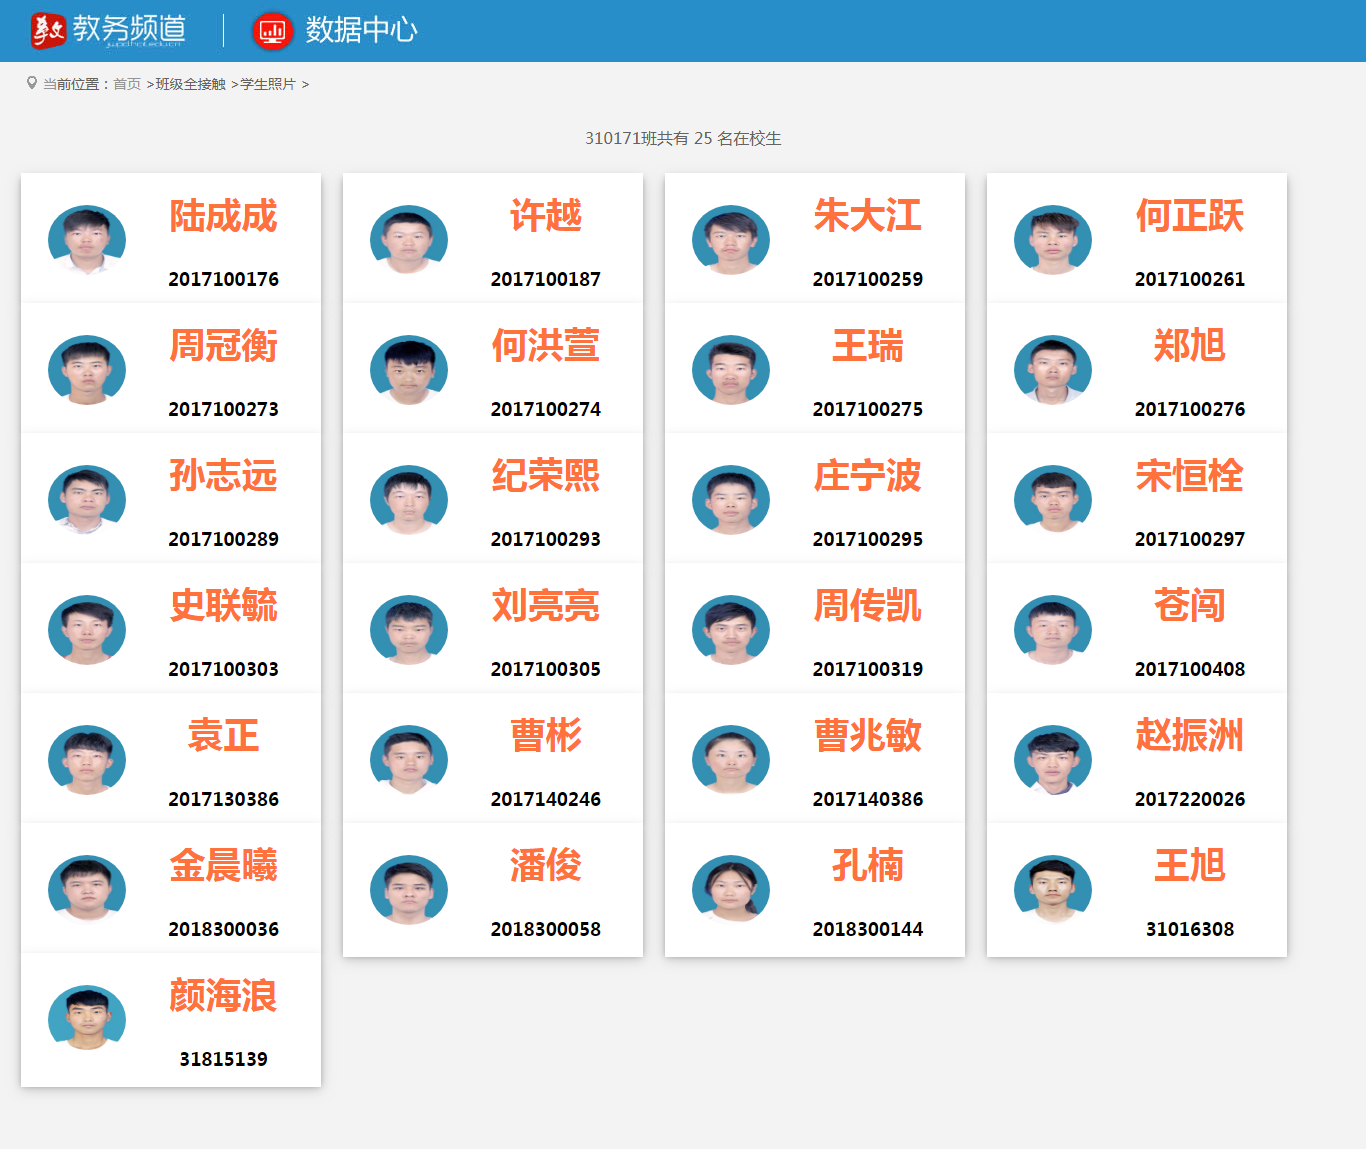 教务频道 数据中心
当前位置：首页 >班级全接触 >学生照片 >
310171班共有 25 名在校生
陆成成 许越 朱大江 何正跃
2017100176 2017100187 2017100259 2017100261
周冠衡 何洪萱 王瑞 郑旭
2017100273 2017100274 2017100275 2017100276
孙志远 纪荣熙 庄宁波 宋恒栓
2017100289 2017100293 2017100295 2017100297
史联毓 刘亮亮 周传凯 苍闯
2017100303 2017100305 2017100319 2017100408
袁正 曹彬 曹兆敏 赵振洲
2017130386 2017140246 2017140386 2017220026
金晨曦 潘俊 孔楠 王旭
2018300036 2018300058 2018300144 31016308
颜海浪
31815139